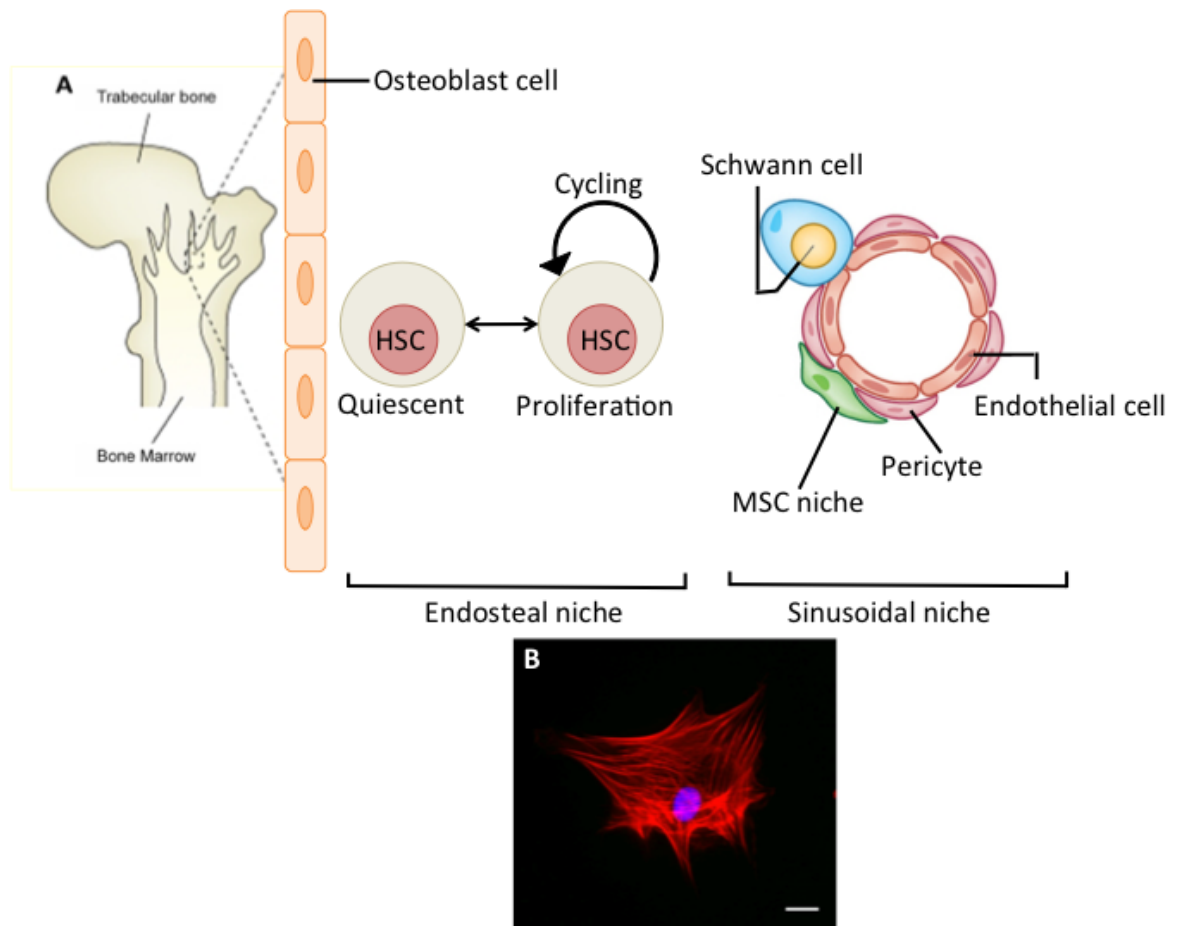 A
Trabecular bone
Bone Marrow
Osteoblast cell
Cycling
HSC
HSC
Quiescent
Proliferation
Schwann cell
Endothelial cell
Pericyte
MSC niche
Endosteal niche
Sinusoidal niche
B